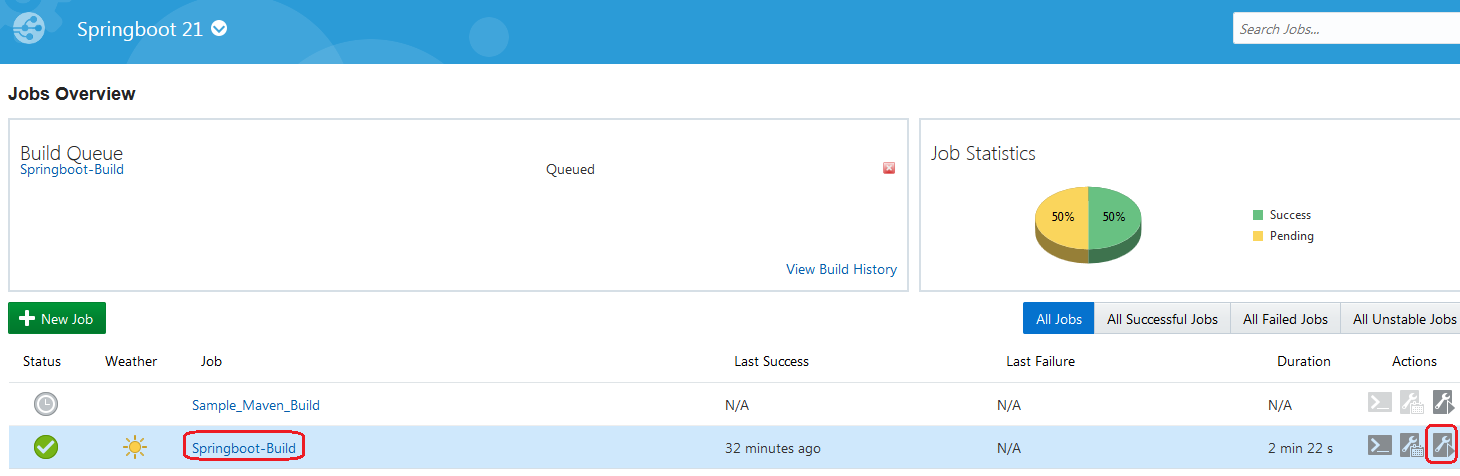 Springboot 21
Search Jobs...
Jobs Overview
Build Queue
Springboot-Build Queued
View Build History
Job Statistics
50% 50%
Success
Pending
New Job
All Jobs All Successful Jobs All Failed Jobs All Unstable Jobs
Status Weather Job Last Success Last Failure Duration Actions
Sample_Maven_Build N/A N/A N/A
Springboot-Build 32 minutes ago N/A 2 min 22 s